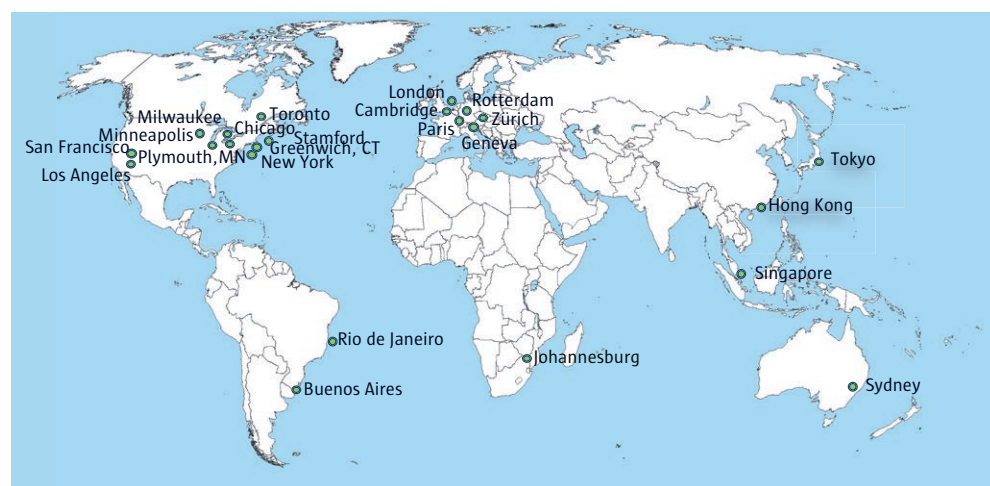 London
Cambridge
Rotterdam
Zürich
Paris
Geneva
Milwaukee
Toronto
Minneapolis
Chicago
Stamford
San Francisco
Plymouth, MN
Greenwich, CT
New York
Los Angeles
Tokyo
Hong Kong
Singapore
Rio de Janeiro
Johannesburg
Buenos Aires
Sydney